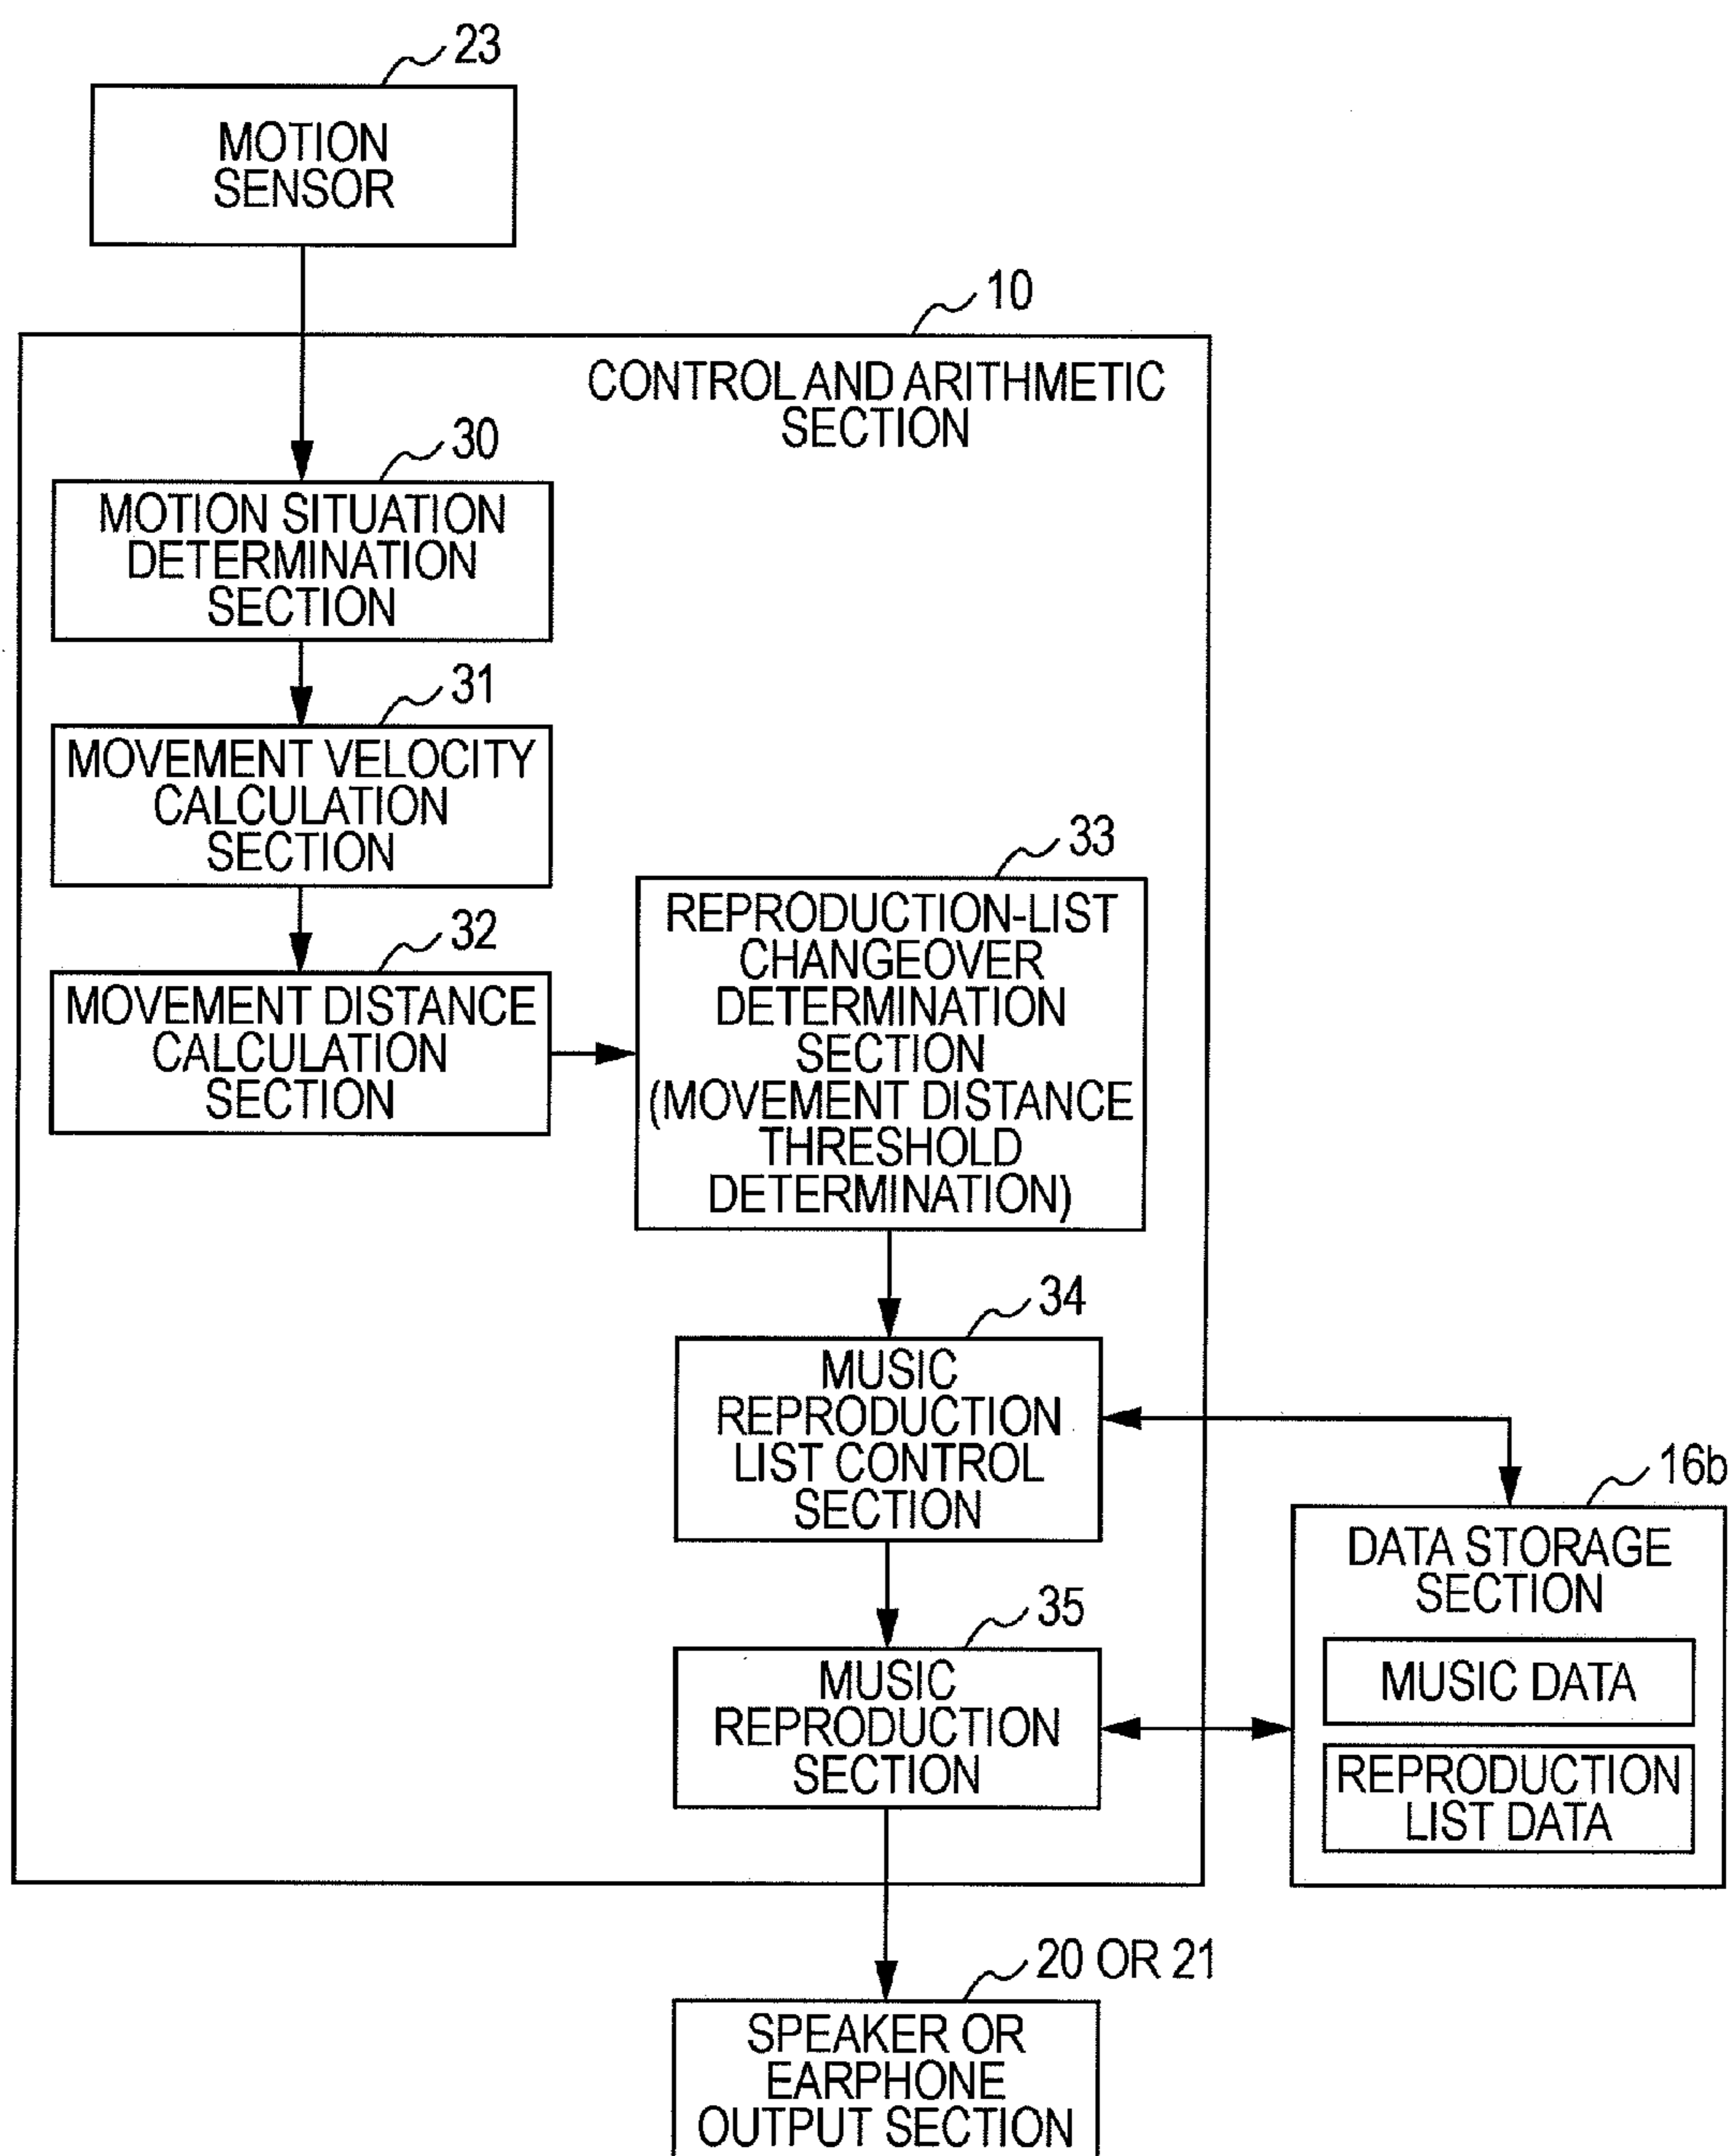 23
MOTION
SENSOR
10
CONTROL AND ARITHMETIC
SECTION
30
MOTION SITUATION
DETERMINATION
SECTION
31
MOVEMENT VELOCITY
CALCULATION
SECTION
32
MOVEMENT DISTANCE
CALCULATION
SECTION
33
REPRODUCTION-LIST
CHANGEOVER
DETERMINATION
SECTION
(MOVEMENT DISTANCE
THRESHOLD
DETERMINATION)
34
MUSIC
REPRODUCTION
LIST CONTROL
SECTION
16b
DATA STORAGE
SECTION
MUSIC DATA
REPRODUCTION
LIST DATA
35
MUSIC
REPRODUCTION
SECTION
20 OR 21
SPEAKER OR
EARPHONE
OUTPUT SECTION